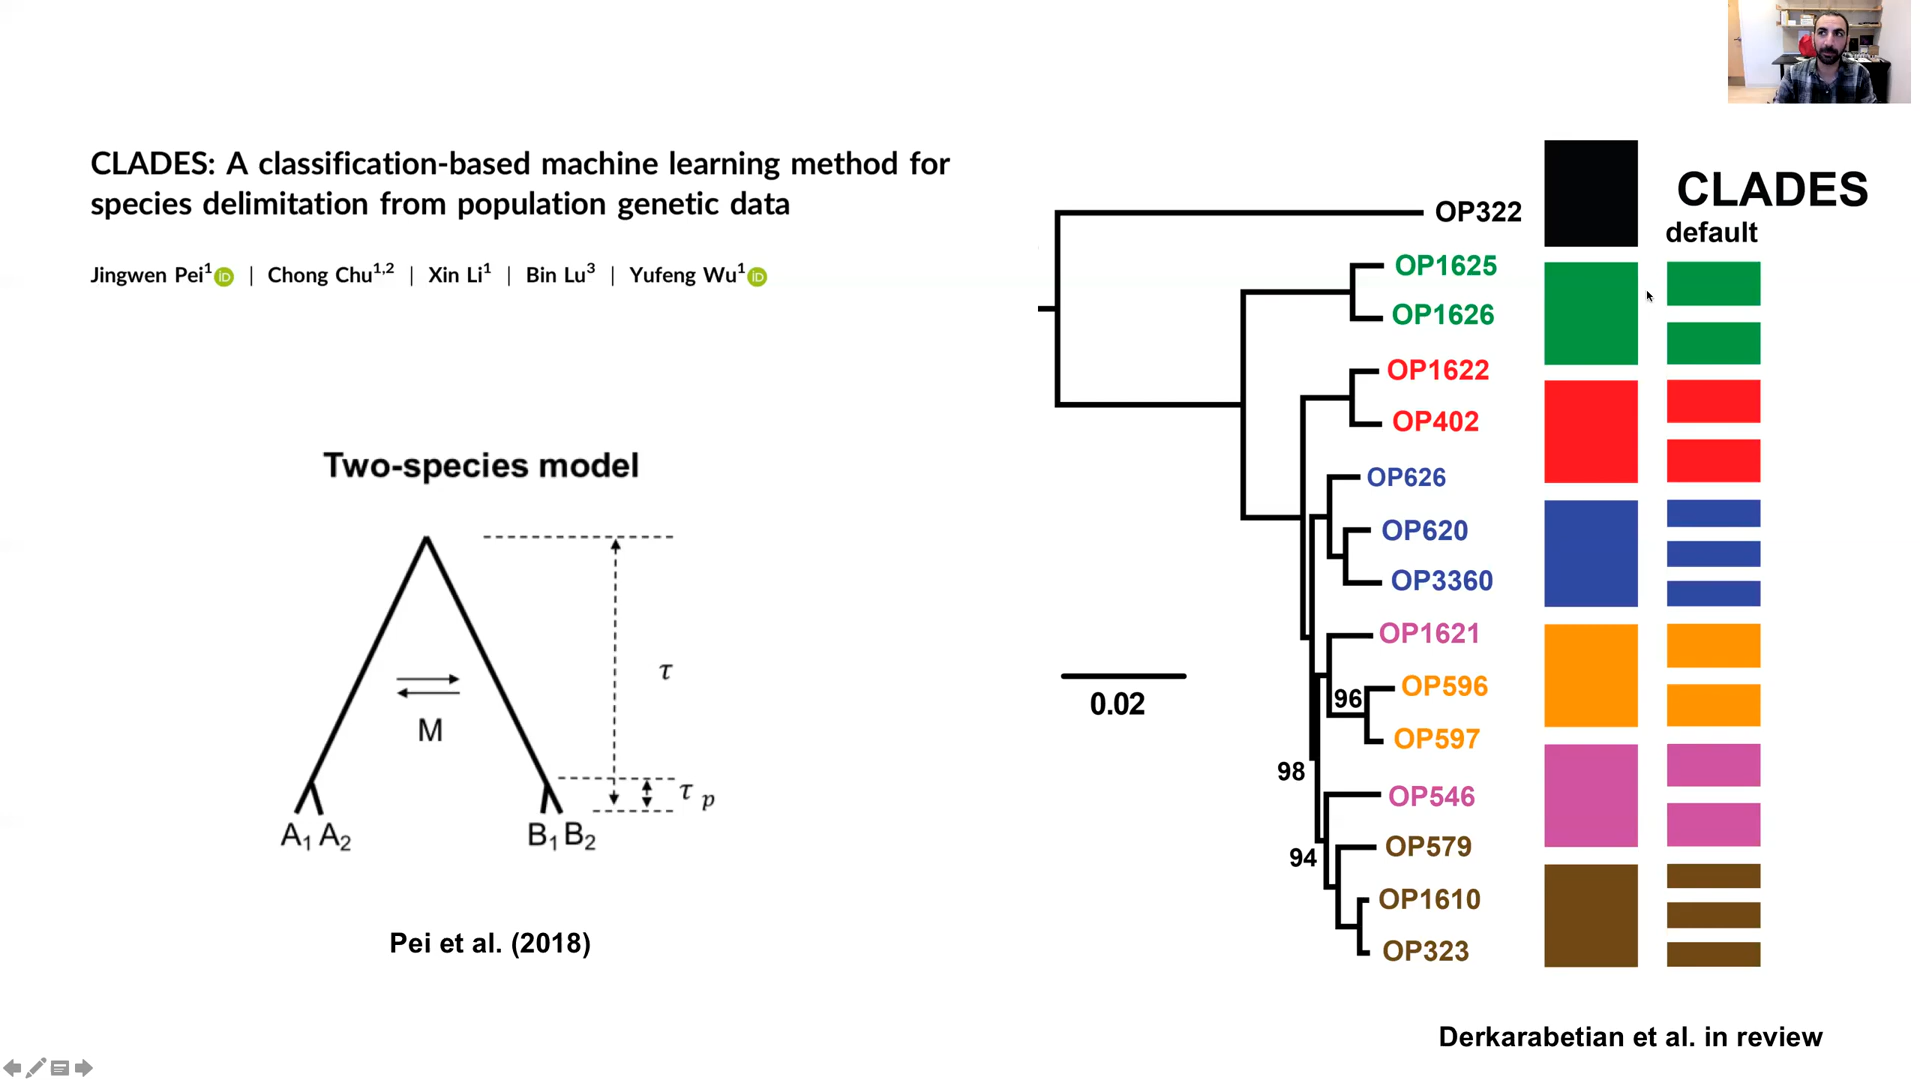 CLADES: A classification-based machine learning method for
species delimitation from population genetic data
Jingwen Pei1 iD | Chong Chu1,2 | Xin Li1 | Bin Lu3 | Yufeng Wu1 iD
Two-species model
τ
M
τ p
A1 A2 B1 B2
Pei et al. (2018)
CLADES
default
OP322
OP1625
OP1626
OP1622
OP402
OP626
OP620
OP3360
OP1621
96
OP596
OP597
98
OP546
94
OP579
OP1610
OP323
0.02
Derkarabetian et al. in review